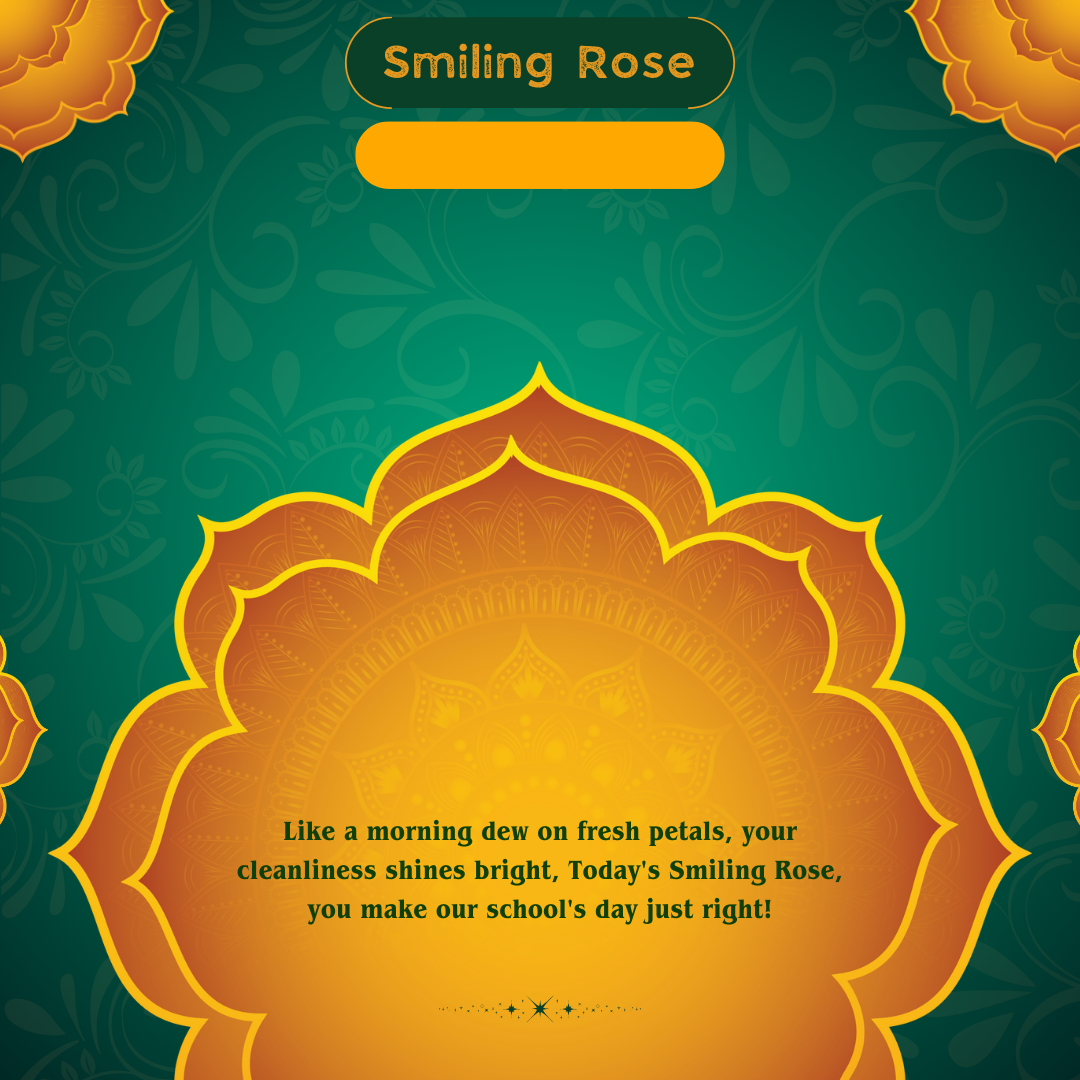 Smiling Rose
Like a morning dew on fresh petals, your
cleanliness shines bright, Today's Smiling Rose,
you make our school's day just right!